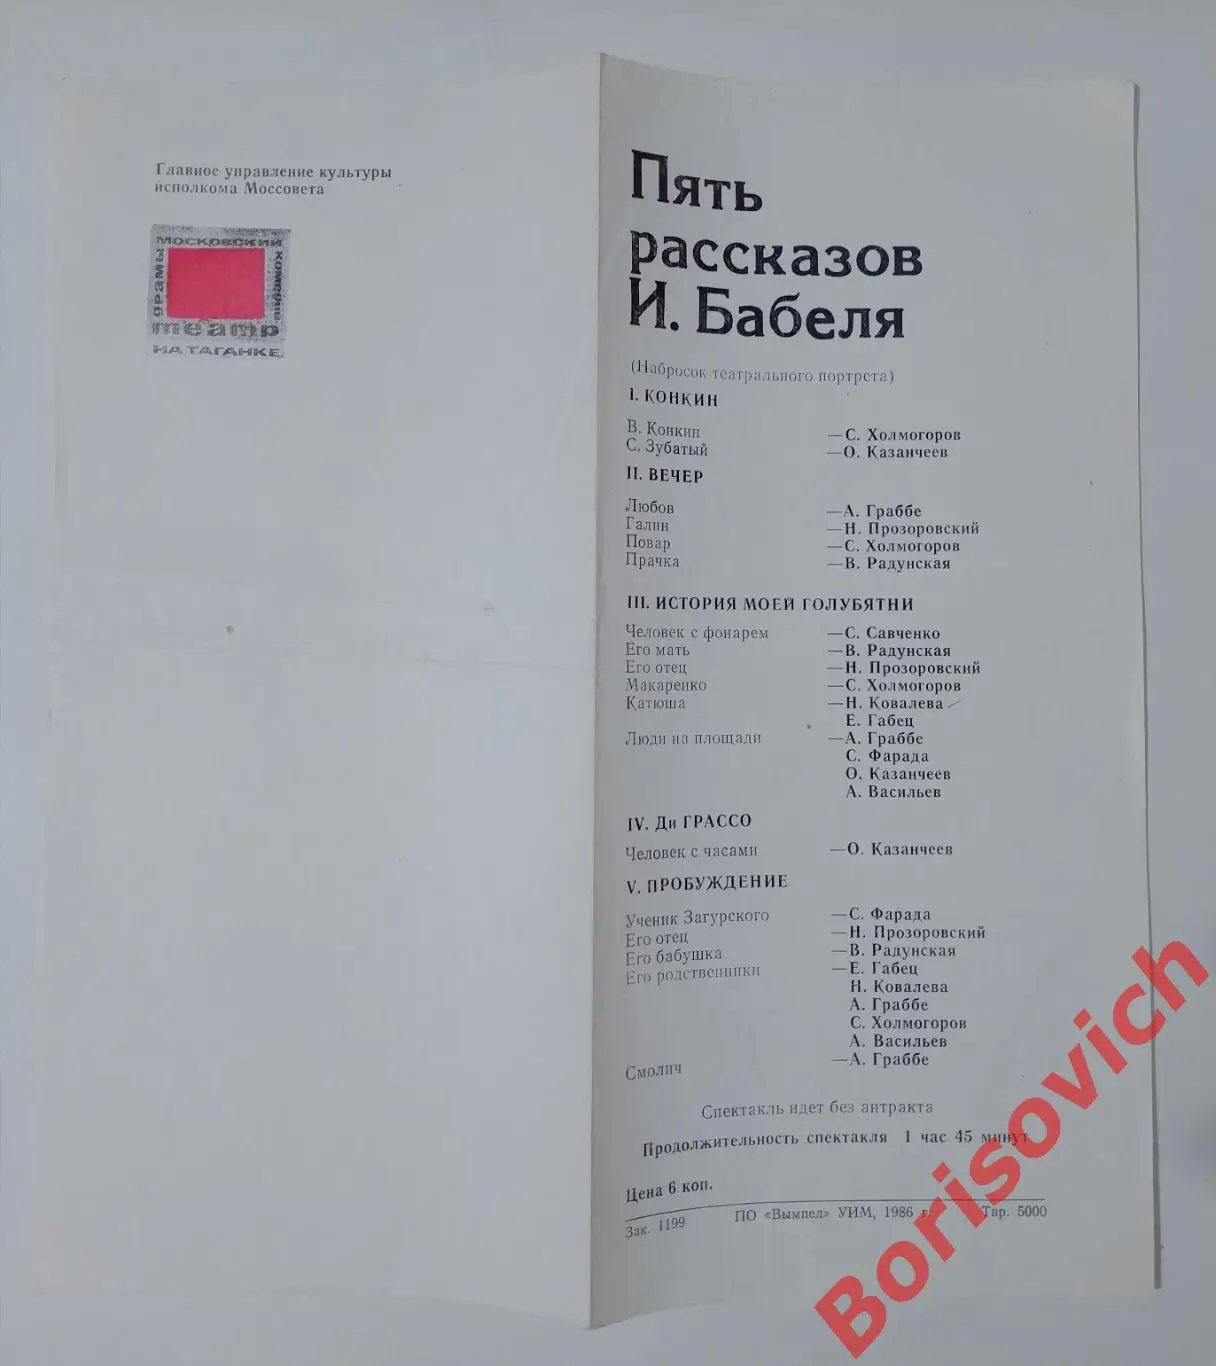 Главное управление культуры
исполкома Моссовета
московский
драмы
комедии
театр
НА ТАГАНКЕ
Пять
рассказов
И. Бабеля
(Набросок театрального портрета)
I. КОНКИН
В. Конкин —С. Холмогоров
С. Зубатый —О. Казанчеев
II. ВЕЧЕР
Любов —А. Граббе
Галин —Н. Прозоровский
Повар —С. Холмогоров
Прачка —В. Радунская
III. ИСТОРИЯ МОЕЙ ГОЛУБЯТНИ
Человек с фонарем —С. Савченко
Его мать —В. Радунская
Его отец —Н. Прозоровский
Макаренко —С. Холмогоров
Катюша —Н. Ковалева
Е. Габец
Люди на площади —А. Граббе
С. Фарада
О. Казанчеев
А. Васильев
IV. Ди ГРАССО
Человек с часами —О. Казанчеев
V. ПРОБУЖДЕНИЕ
Ученик Загурского —С. Фарада
Его отец —Н. Прозоровский
Его бабушка —В. Радунская
Его родственники —Е. Габец
Н. Ковалева
А. Граббе
С. Холмогоров
А. Васильев
Смолич —А. Граббе
Спектакль идет без антракта
Продолжительность спектакля 1 час 45 минут
Цена 6 коп.
Зак. 1199 ПО «Вымпел» УИМ, 1986 г. Тир. 5000
Borisovich